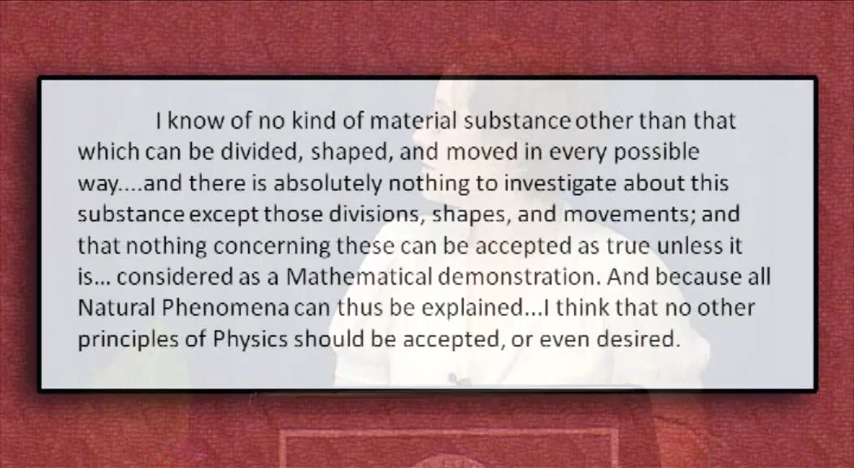 I know of no kind of material substance other than that
which can be divided, shaped, and moved in every possible
way....and there is absolutely nothing to investigate about this
substance except those divisions, shapes, and movements; and
that nothing concerning these can be accepted as true unless it
is... considered as a Mathematical demonstration. And because all
Natural Phenomena can thus be explained...I think that no other
principles of Physics should be accepted, or even desired.